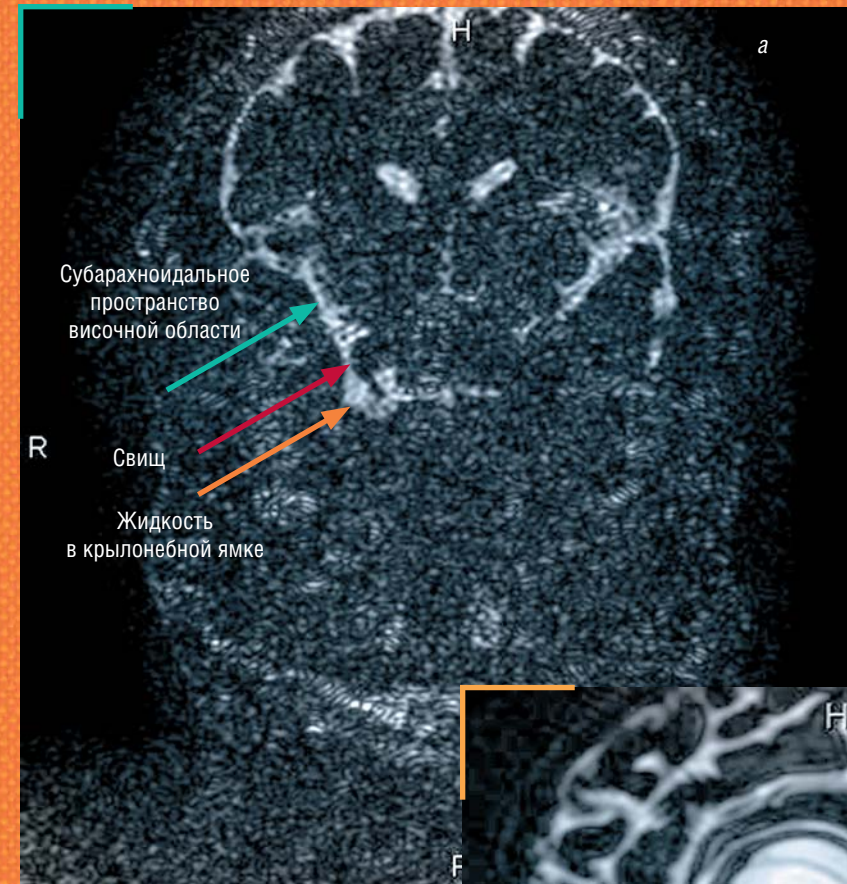 H
a
Субарахноидальное
пространство
височной области
R
Свищ
Жидкость
в крылонебной ямке
H
F